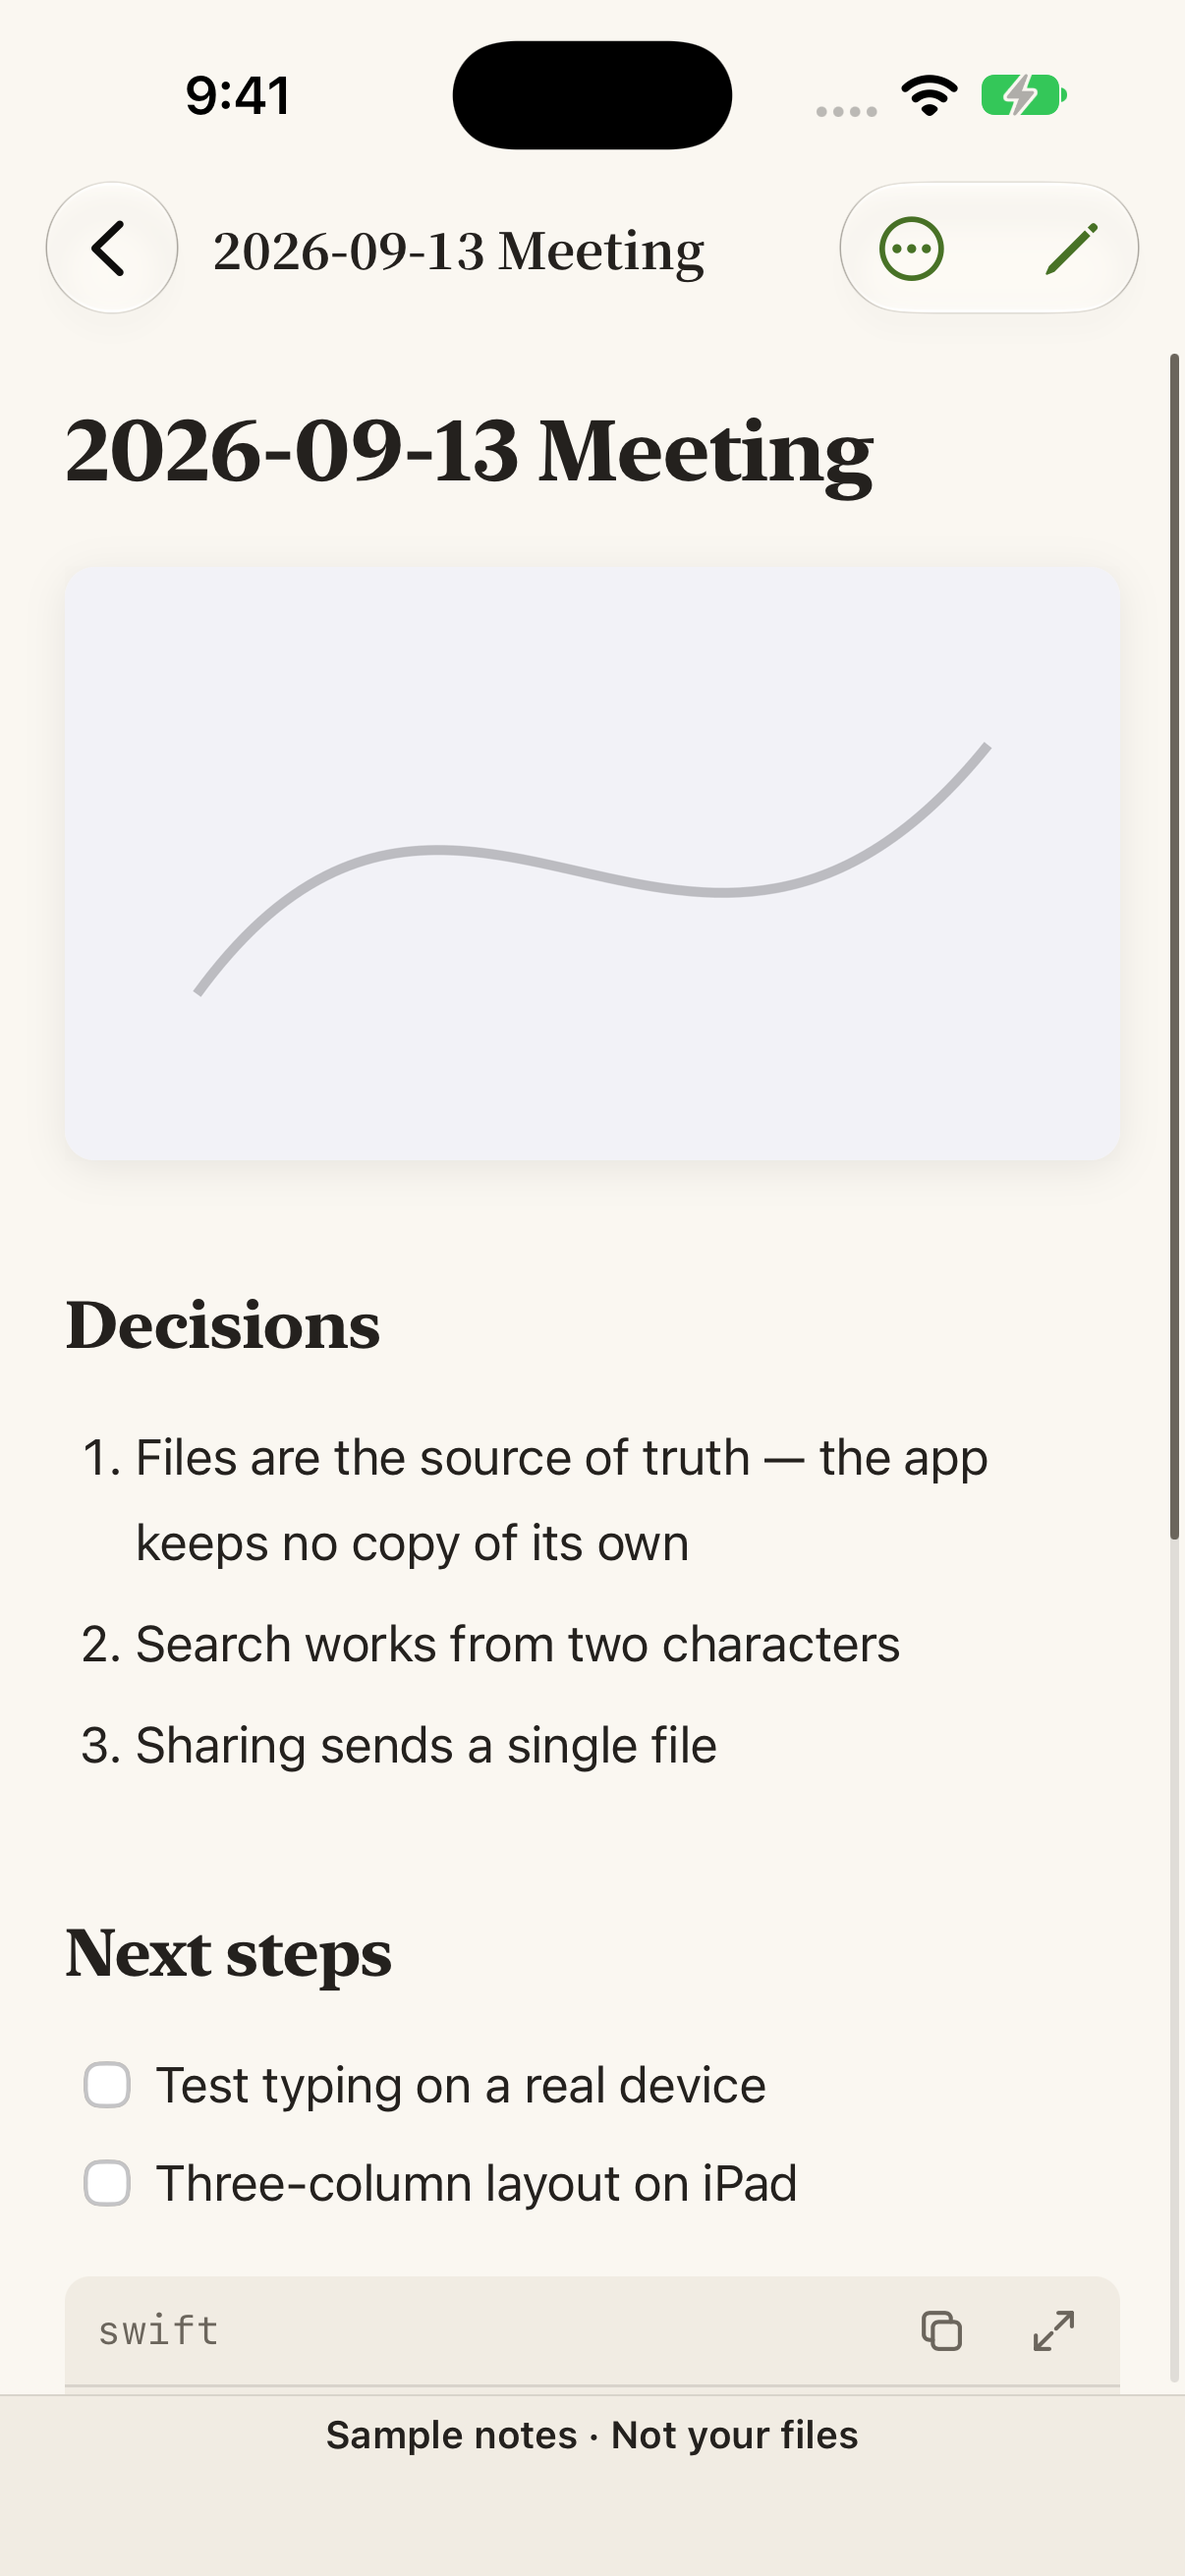 9:41
2026-09-13 Meeting
2026-09-13 Meeting
Decisions
1. Files are the source of truth — the app
keeps no copy of its own
2. Search works from two characters
3. Sharing sends a single file
Next steps
Test typing on a real device
Three-column layout on iPad
swift
Sample notes · Not your files